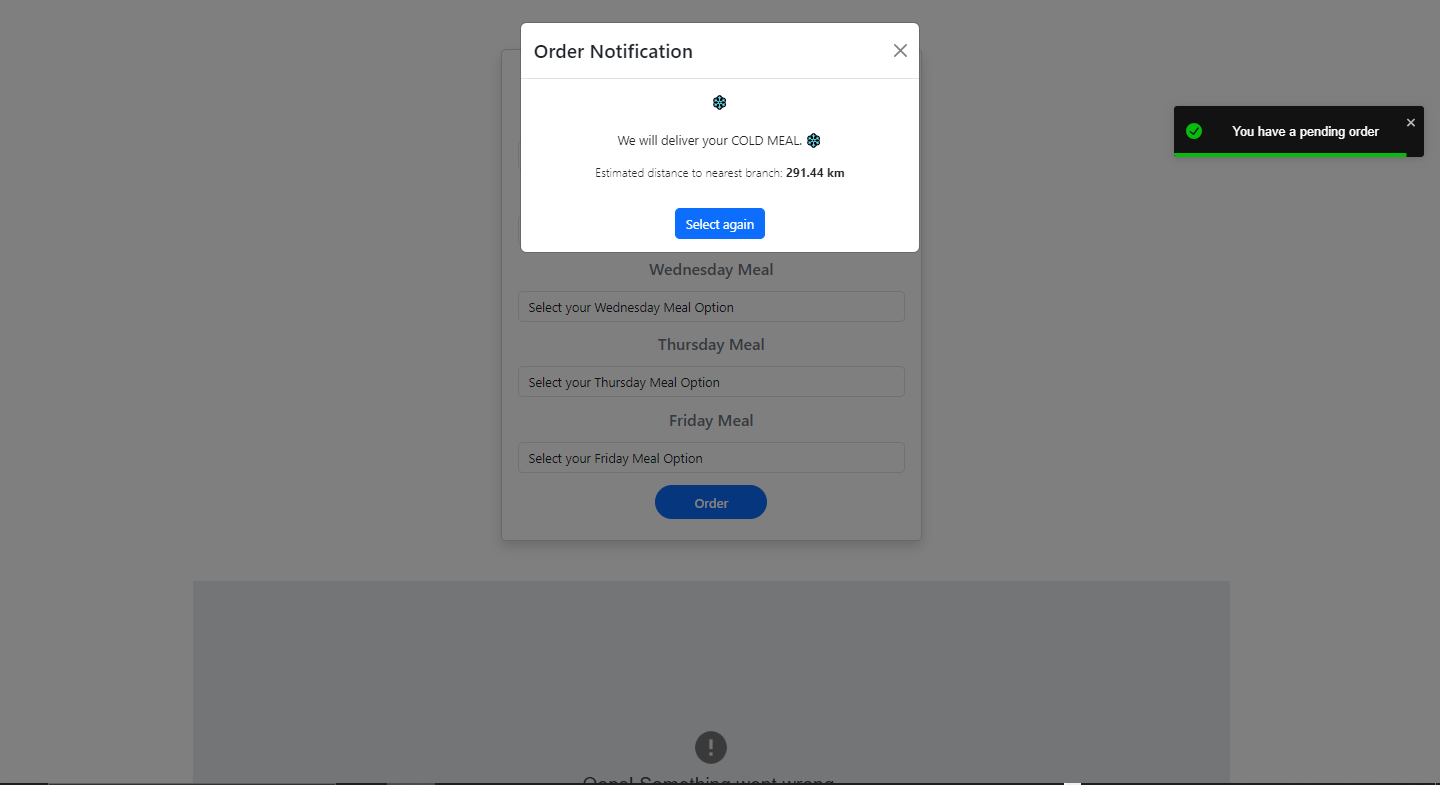 Order Notification
We will deliver your COLD MEAL.
Estimated distance to nearest branch: 291.44 km
Select again
You have a pending order
Wednesday Meal
Select your Wednesday Meal Option
Thursday Meal
Select your Thursday Meal Option
Friday Meal
Select your Friday Meal Option
Order
Oops! Something went wrong.